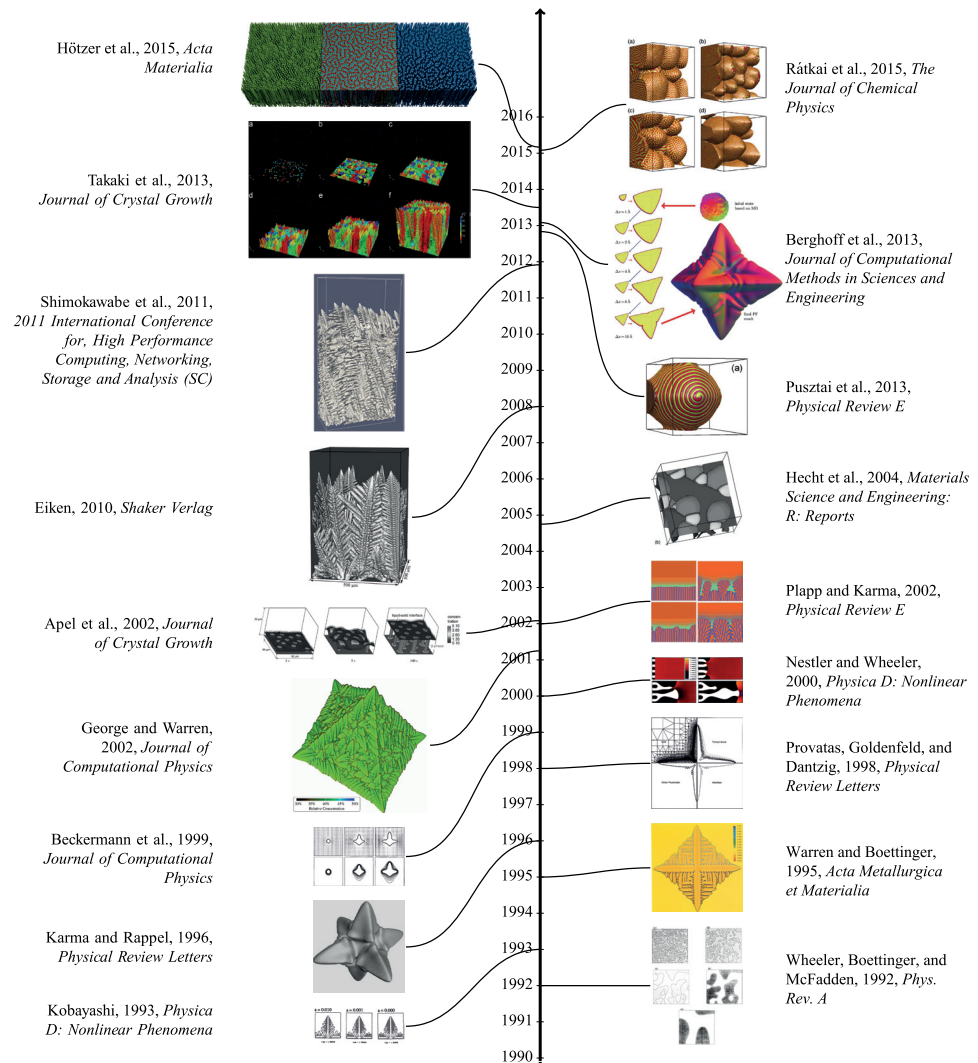 Hötzer et al., 2015, Acta
Materialia
Takaki et al., 2013,
Journal of Crystal Growth
a
b
c
d
e
f
Shimokawabe et al., 2011,
2011 International Conference
for, High Performance
Computing, Networking,
Storage and Analysis (SC)
Eiken, 2010, Shaker Verlag
Apel et al., 2002, Journal
of Crystal Growth
George and Warren,
2002, Journal of
Computational Physics
Relative Concentration
Beckermann et al., 1999,
Journal of Computational
Physics
Karma and Rappel, 1996,
Physical Review Letters
Kobayashi, 1993, Physica
D: Nonlinear Phenomena
2016
2015
2014
2013
2012
2011
2010
2009
2008
2007
2006
2005
2004
2003
2002
2001
2000
1999
1998
1997
1996
1995
1994
1993
1992
1991
1990
(a)
(b)
(c)
(d)
Rátkai et al., 2015, The
Journal of Chemical
Physics
initial state
based on MD
Berghoff et al., 2013,
Journal of Computational
Methods in Sciences and
Engineering
(a)
Pusztai et al., 2013,
Physical Review E
(b)
Hecht et al., 2004, Materials
Science and Engineering:
R: Reports
Plapp and Karma, 2002,
Physical Review E
Nestler and Wheeler,
2000, Physica D: Nonlinear
Phenomena
Provatas, Goldenfeld, and
Dantzig, 1998, Physical
Review Letters
Warren and Boettinger,
1995, Acta Metallurgica
et Materialia
Wheeler, Boettinger, and
McFadden, 1992, Phys.
Rev. A